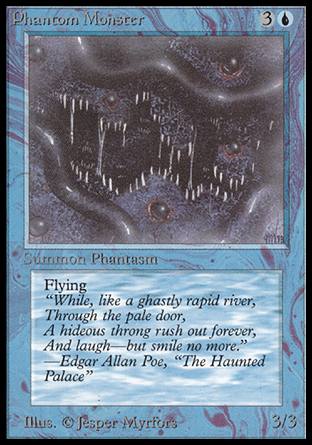 Phantom Monster 3
Summon Phantasm
Flying
"While, like a ghastly rapid river,
Through the pale door,
A hideous throng rush out forever,
And laugh—but smile no more."
—Edgar Allan Poe, "The Haunted
Palace"
Illus. © Jesper Myrfors 3/3